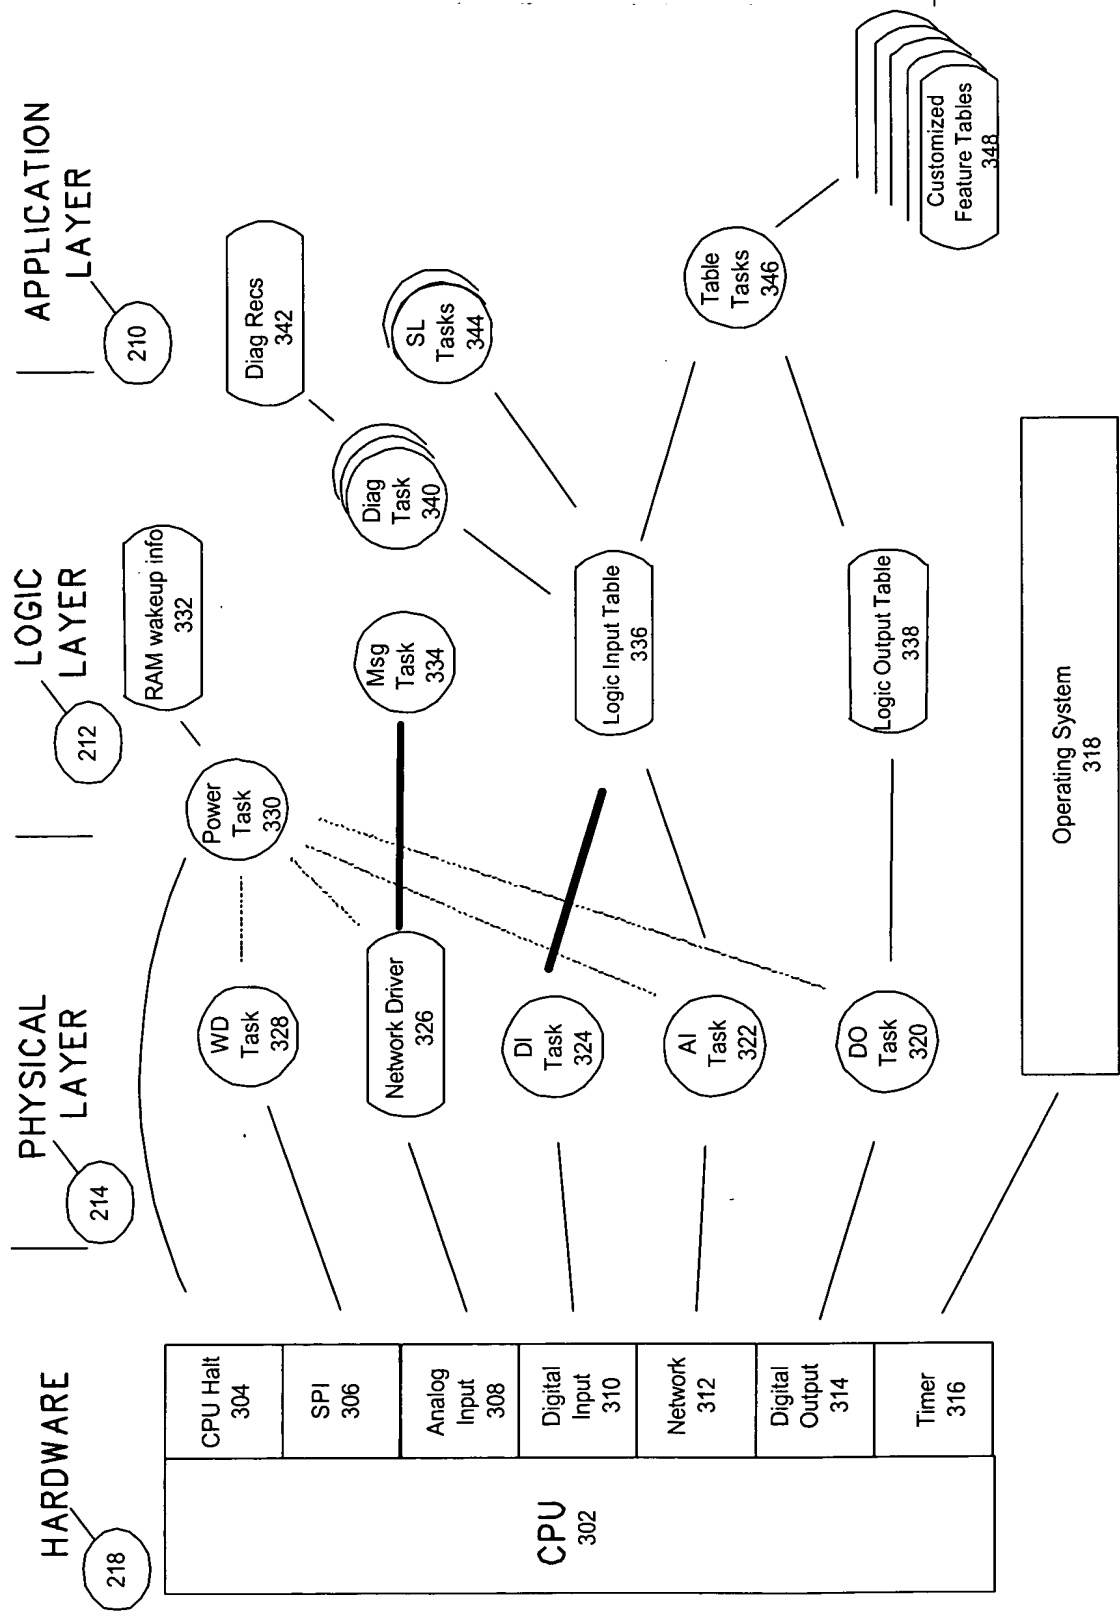 HARDWARE
218
PHYSICAL
LAYER
214
LOGIC
LAYER
212
APPLICATION
LAYER
210
CPU
302
CPU Halt
304
SPI
306
Analog
Input
308
Digital
Input
310
Network
312
Digital
Output
314
Timer
316
WD
Task
328
Network Driver
326
DI
Task
324
AI
Task
322
DO
Task
320
Power
Task
330
RAM wakeup info
332
Msg
Task
334
Logic Input Table
336
Logic Output Table
338
Operating System
318
Diag
Task
340
Diag Recs
342
SL
Tasks
344
Table
Tasks
346
Customized
Feature Tables
348